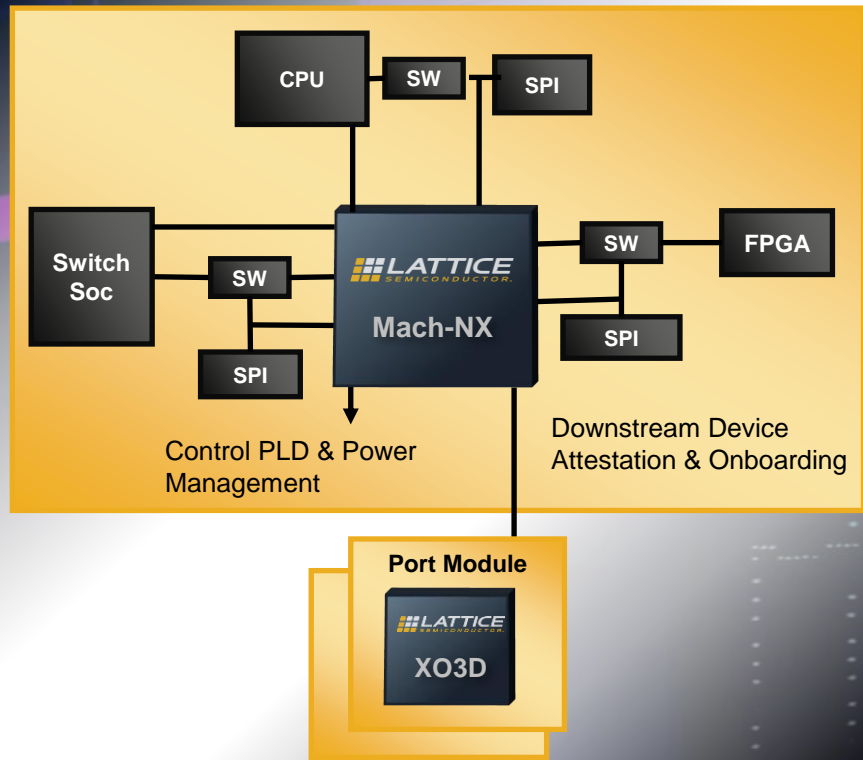 CPU
SW
SPI
Switch
Soc
SW
SPI
LATTICE
SEMICONDUCTOR.
Mach-NX
SW
FPGA
SPI
Control PLD & Power
Management
Downstream Device
Attestation & Onboarding
Port Module
LATTICE
SEMICONDUCTOR.
XO3D